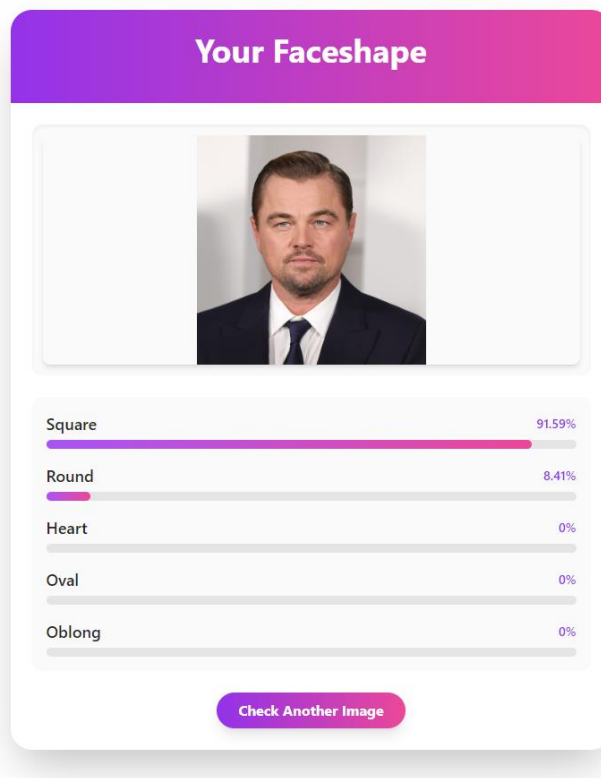 Your Faceshape
Square 91.59%
Round 8.41%
Heart 0%
Oval 0%
Oblong 0%
Check Another Image